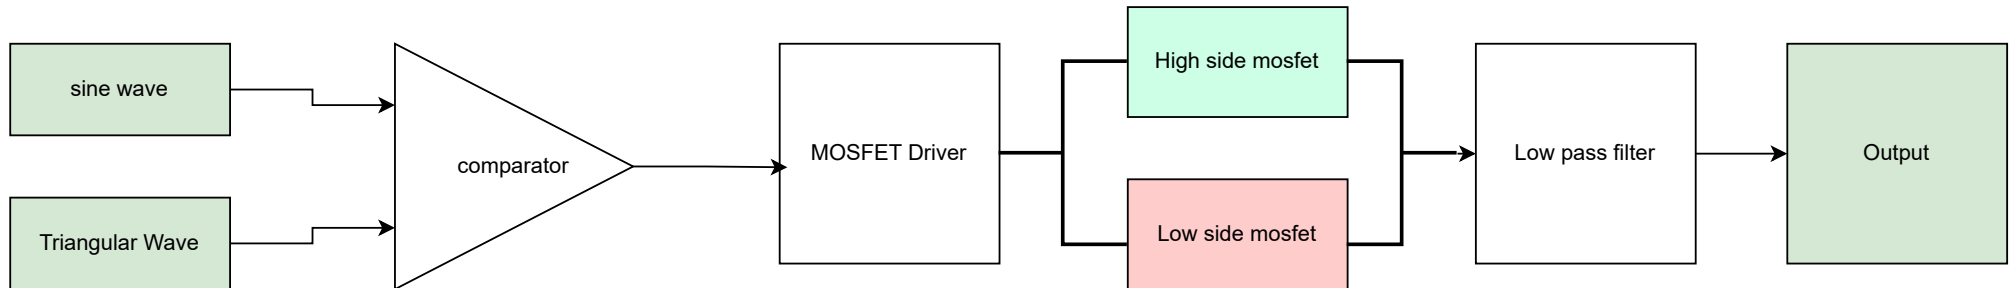 sine wave
Triangular Wave
comparator
MOSFET Driver
High side mosfet
Low side mosfet
Low pass filter
Output